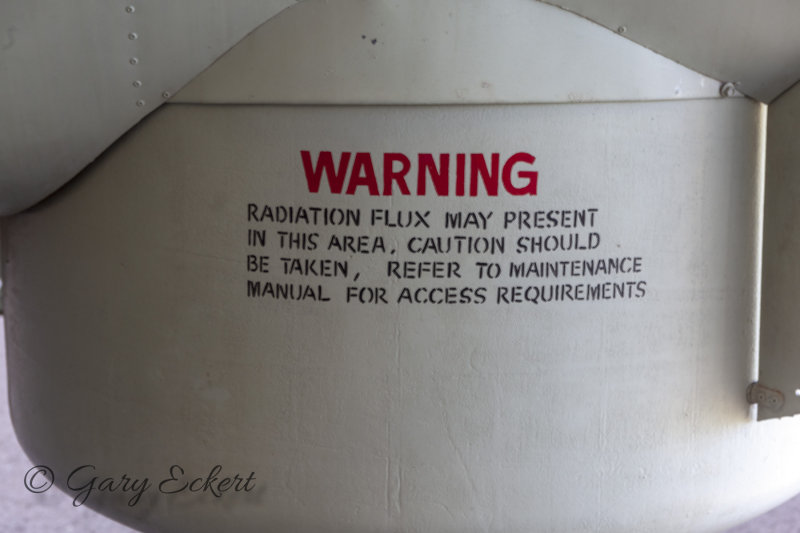 WARNING
RADIATION FLUX MAY PRESENT
IN THIS AREA, CAUTION SHOULD
BE TAKEN, REFER TO MAINTENANCE
MANUAL FOR ACCESS REQUIREMENTS
© Gary Eckert